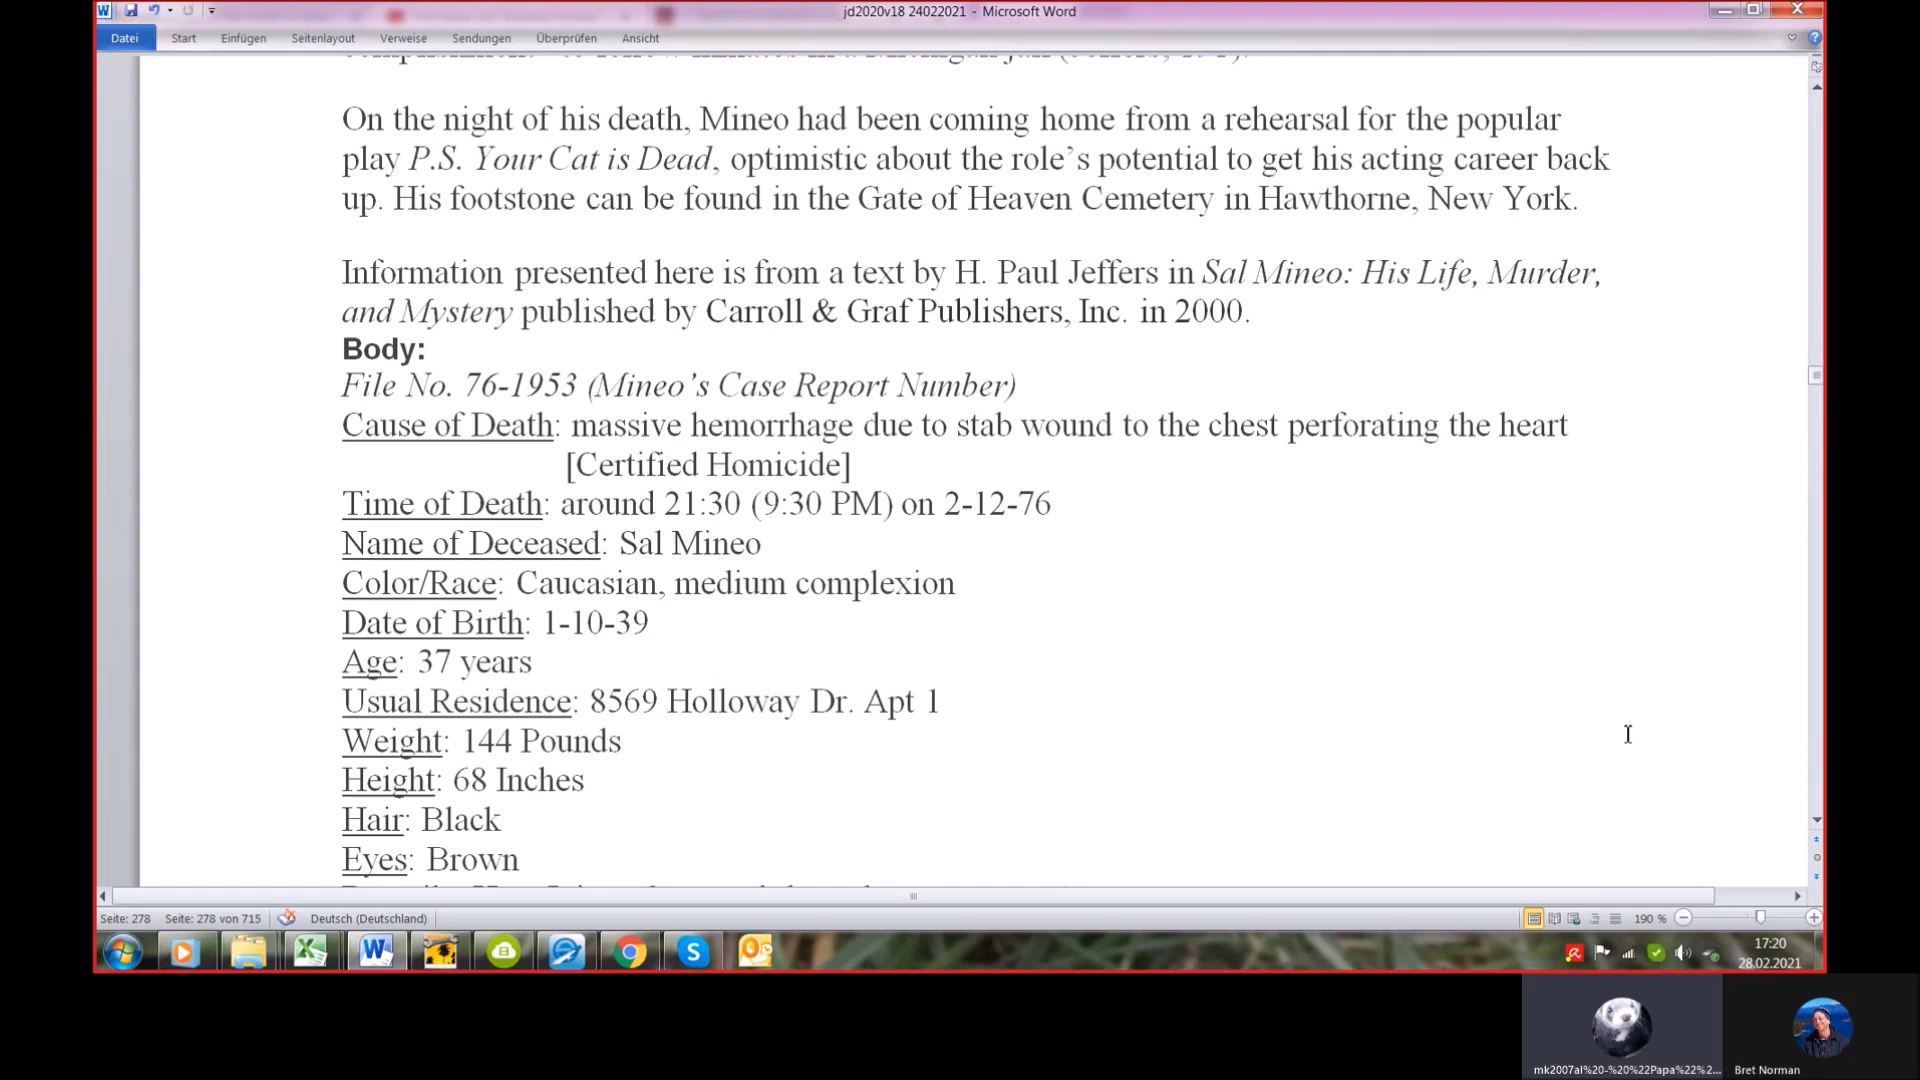 jd2020v18 24022021 - Microsoft Word
Datei Start Einfügen Seitenlayout Verweise Sendungen Überprüfen Ansicht
On the night of his death, Mineo had been coming home from a rehearsal for the popular
play P.S. Your Cat is Dead, optimistic about the role’s potential to get his acting career back
up. His footstone can be found in the Gate of Heaven Cemetery in Hawthorne, New York.
Information presented here is from a text by H. Paul Jeffers in Sal Mineo: His Life, Murder,
and Mystery published by Carroll & Graf Publishers, Inc. in 2000.
Body:
File No. 76-1953 (Mineo’s Case Report Number)
Cause of Death: massive hemorrhage due to stab wound to the chest perforating the heart
[Certified Homicide]
Time of Death: around 21:30 (9:30 PM) on 2-12-76
Name of Deceased: Sal Mineo
Color/Race: Caucasian, medium complexion
Date of Birth: 1-10-39
Age: 37 years
Usual Residence: 8569 Holloway Dr. Apt 1
Weight: 144 Pounds
Height: 68 Inches
Hair: Black
Eyes: Brown
Seite: 278 Seite: 278 von 715 Deutsch (Deutschland) 190 %
17:20
28.02.2021
mk2007al%20-%20%22Papa%22%2... Bret Norman